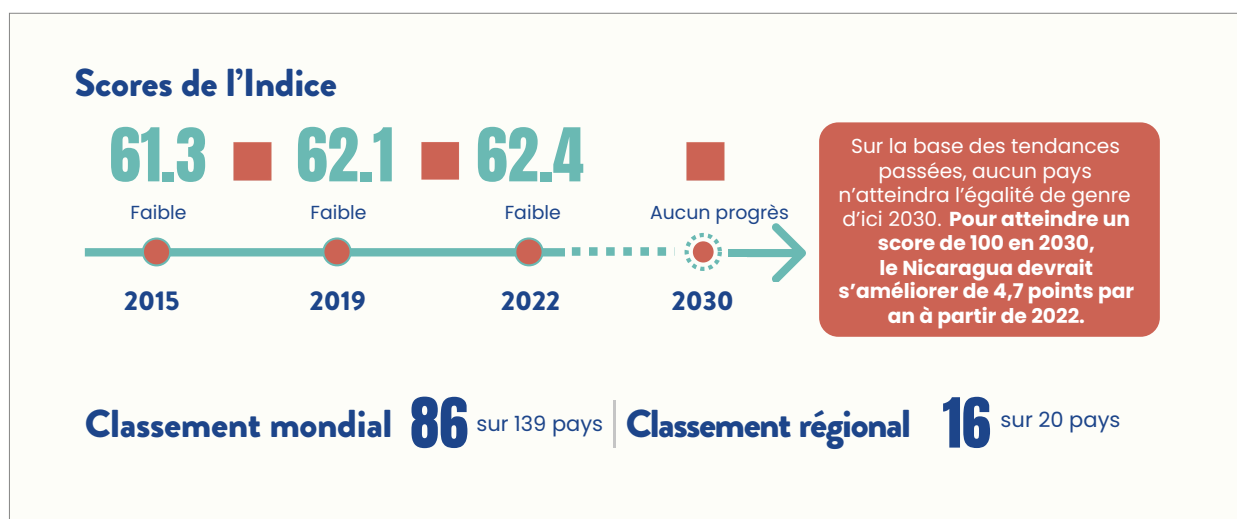 Scores de l’Indice
61.3 62.1 62.4
Faible Faible Faible Aucun progrès
2015 2019 2022 2030
Sur la base des tendances
passées, aucun pays
n’atteindra l’égalité de genre
d’ici 2030. Pour atteindre un
score de 100 en 2030,
le Nicaragua devrait
s’améliorer de 4,7 points par
an à partir de 2022.
Classement mondial 86 sur 139 pays Classement régional 16 sur 20 pays